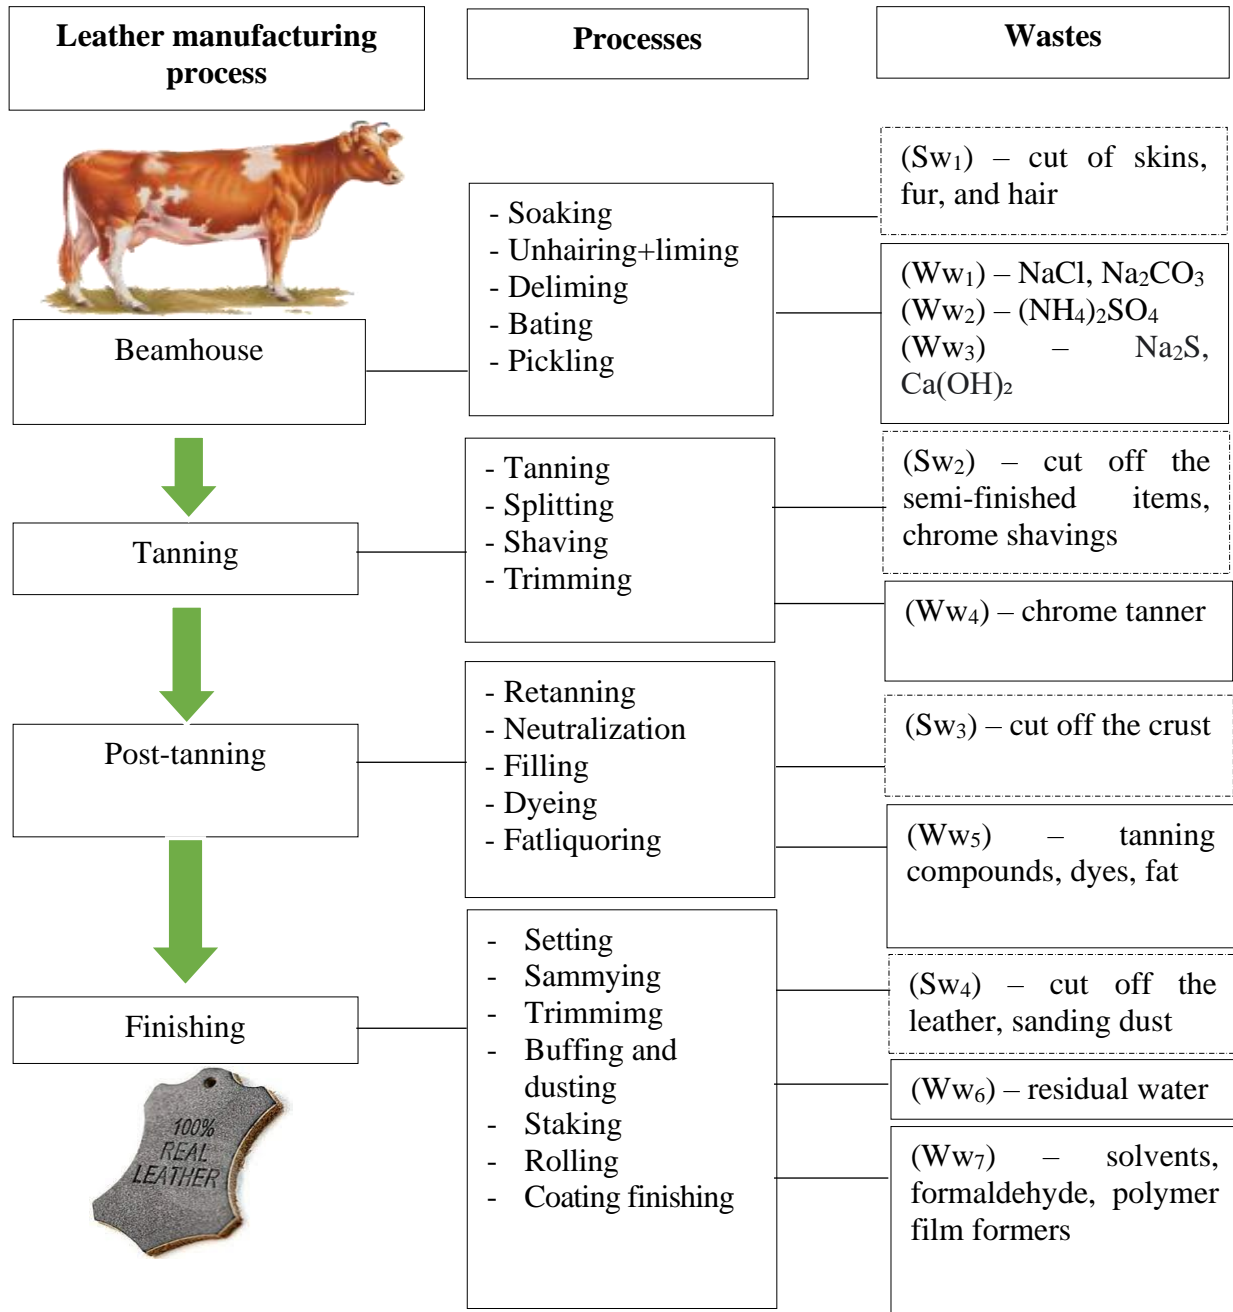 Leather manufacturing
process
Processes
Wastes
Beamhouse
- Soaking
- Unhairing+liming
- Deliming
- Bating
- Pickling
(Sw₁) – cut of skins,
fur, and hair
(Ww₁) – NaCl, Na₂CO₃
(Ww₂) – (NH₄)₂SO₄
(Ww₃) – Na₂S,
Ca(OH)₂
Tanning
- Tanning
- Splitting
- Shaving
- Trimming
(Sw₂) – cut off the
semi-finished items,
chrome shavings
(Ww₄) – chrome tanner
Post-tanning
- Retanning
- Neutralization
- Filling
- Dyeing
- Fatliquoring
(Sw₃) – cut off the crust
(Ww₅) – tanning
compounds, dyes, fat
Finishing
- Setting
- Sammying
- Trimmimg
- Buffing and
dusting
- Staking
- Rolling
- Coating finishing
(Sw₄) – cut off the
leather, sanding dust
(Ww₆) – residual water
(Ww₇) – solvents,
formaldehyde, polymer
film formers
100%
REAL
LEATHER